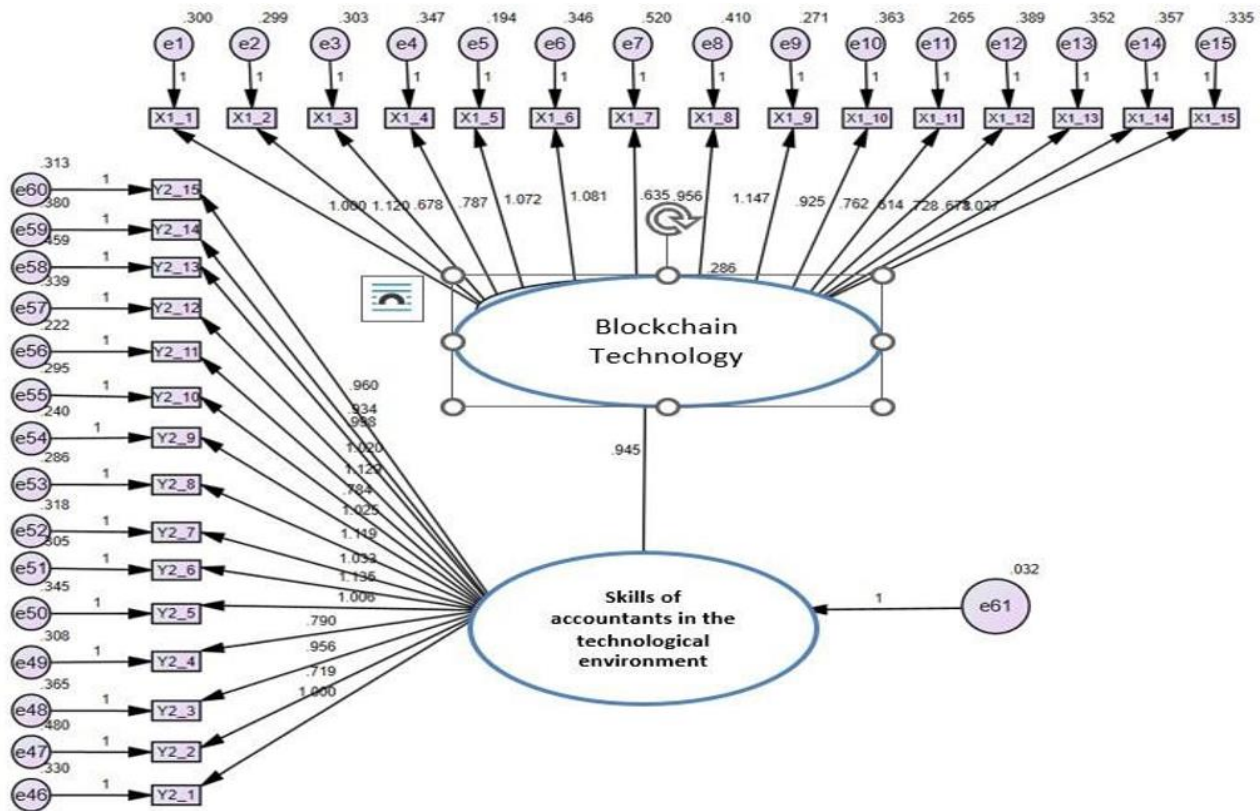 .300 .299 .303 .347 .194 .346 .520 .410 .271 .363 .265 .389 .352 .357 .335
e1 e2 e3 e4 e5 e6 e7 e8 e9 e10 e11 e12 e13 e14 e15
1 1 1 1 1 1 1 1 1 1 1 1 1 1 1
X1_1 X1_2 X1_3 X1_4 X1_5 X1_6 X1_7 X1_8 X1_9 X1_10 X1_11 X1_12 X1_13 X1_14 X1_15
1.000 1.120 .678 .787 1.072 1.081 .635 .956 1.147 .925 .762 .728
.286
Blockchain
Technology
.945
Skills of
accountants in the
technological
environment
1
e61
.032
.313
e60 1 Y2_15
.380
e59 1 Y2_14
.459
e58 1 Y2_13
.339
e57 1 Y2_12
.222
e56 1 Y2_11
.295
e55 1 Y2_10
.240
e54 1 Y2_9
.286
e53 1 Y2_8
.318
e52 1 Y2_7
.305
e51 1 Y2_6
.345
e50 1 Y2_5
.308
e49 1 Y2_4
.365
e48 1 Y2_3
.480
e47 1 Y2_2
.330
e46 1 Y2_1
.960
.934
.998
1.020
.784
1.025
1.119
1.033
1.135
1.006
.790
.956
.719
1.000